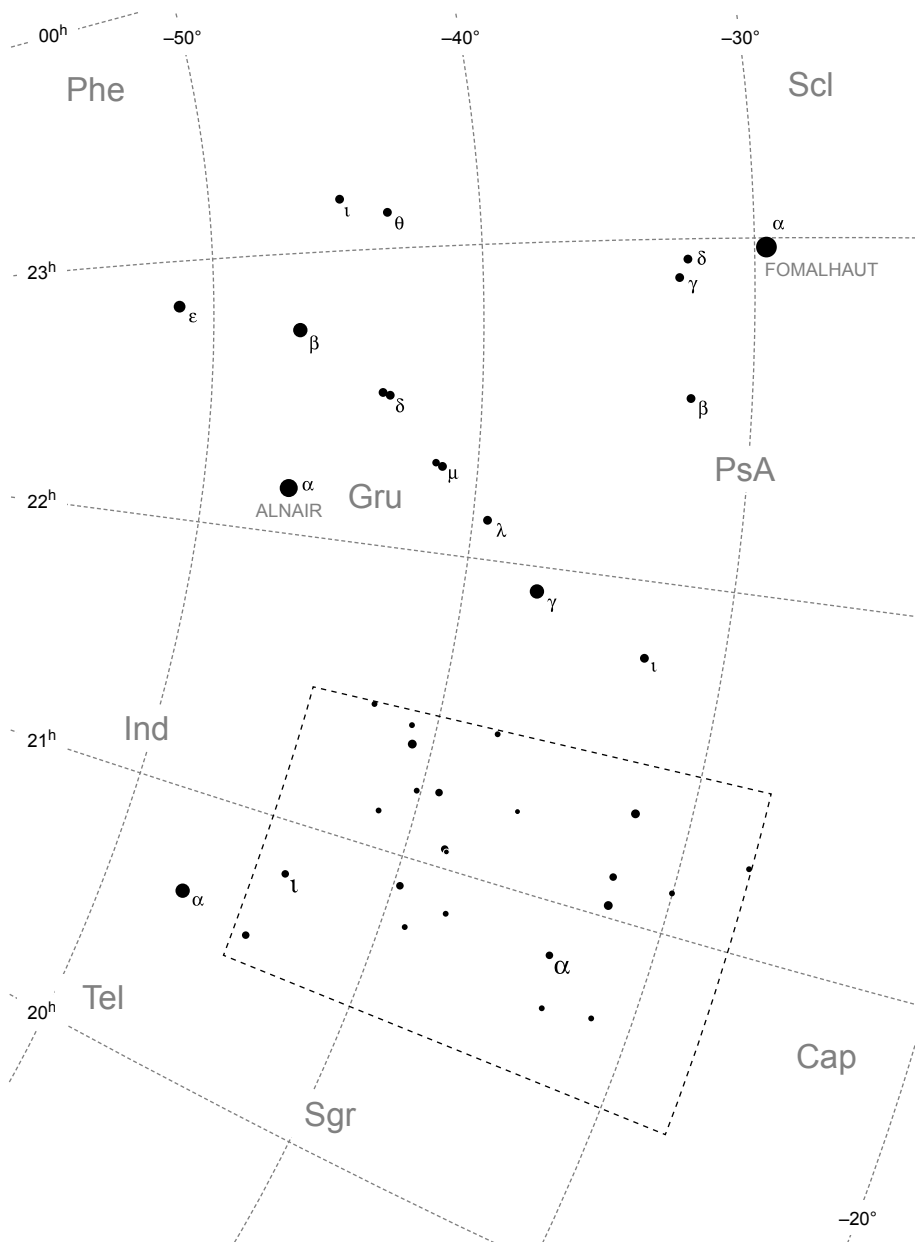 00h
–50°
–40°
–30°
Phe
Scl
ι
θ
α
FOMALHAUT
δ
γ
23h
ε
β
δ
β
μ
PsA
α
ALNAIR
Gru
22h
λ
γ
ι
Ind
21h
ι
α
α
Tel
20h
Cap
Sgr
–20°